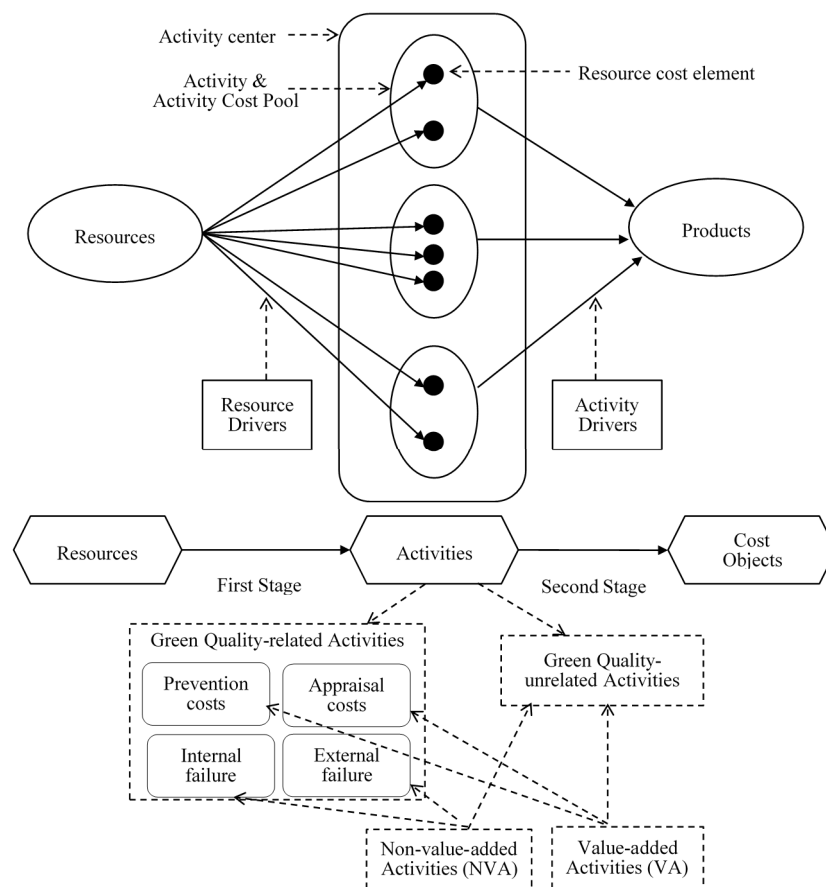 Activity center
Activity &
Activity Cost Pool
Resource cost element
Resources
Products
Resource
Drivers
Activity
Drivers
Resources
Activities
Cost
Objects
First Stage
Second Stage
Green Quality-related Activities
Prevention
costs
Appraisal
costs
Internal
failure
External
failure
Green Quality-
unrelated Activities
Non-value-added
Activities (NVA)
Value-added
Activities (VA)